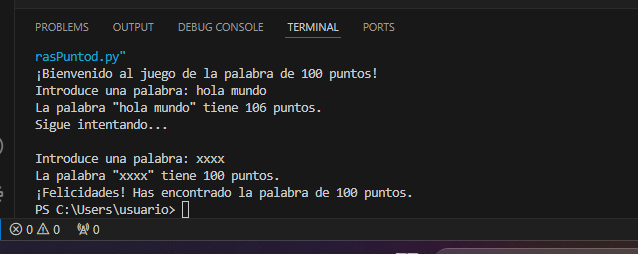 PROBLEMS OUTPUT DEBUG CONSOLE TERMINAL PORTS
rasPuntod.py"
¡Bienvenido al juego de la palabra de 100 puntos!
Introduce una palabra: hola mundo
La palabra "hola mundo" tiene 106 puntos.
Sigue intentando...
Introduce una palabra: xxxx
La palabra "xxxx" tiene 100 puntos.
¡Felicidades! Has encontrado la palabra de 100 puntos.
PS C:\Users\usuario>
0 0 0